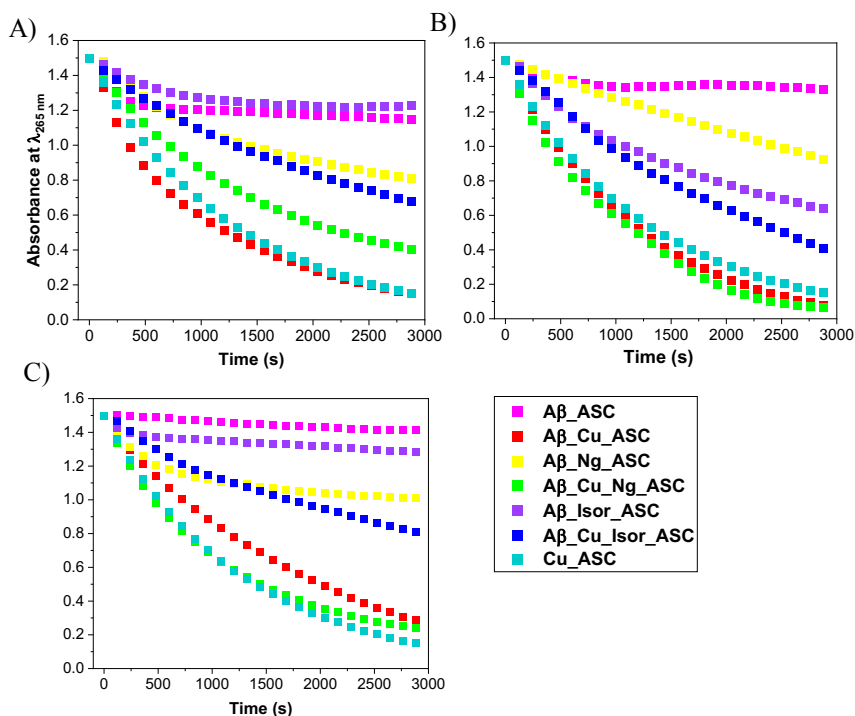 A)
1.6
1.4
1.2
1.0
0.8
0.6
0.4
0.2
0.0
Absorbance at λ265 nm
0 500 1000 1500 2000 2500 3000
Time (s)
B)
1.6
1.4
1.2
1.0
0.8
0.6
0.4
0.2
0.0
0 500 1000 1500 2000 2500 3000
Time (s)
C)
1.6
1.4
1.2
1.0
0.8
0.6
0.4
0.2
0.0
0 500 1000 1500 2000 2500 3000
Time (s)
Aβ_ASC
Aβ_Cu_ASC
Aβ_Ng_ASC
Aβ_Cu_Ng_ASC
Aβ_Isor_ASC
Aβ_Cu_Isor_ASC
Cu_ASC